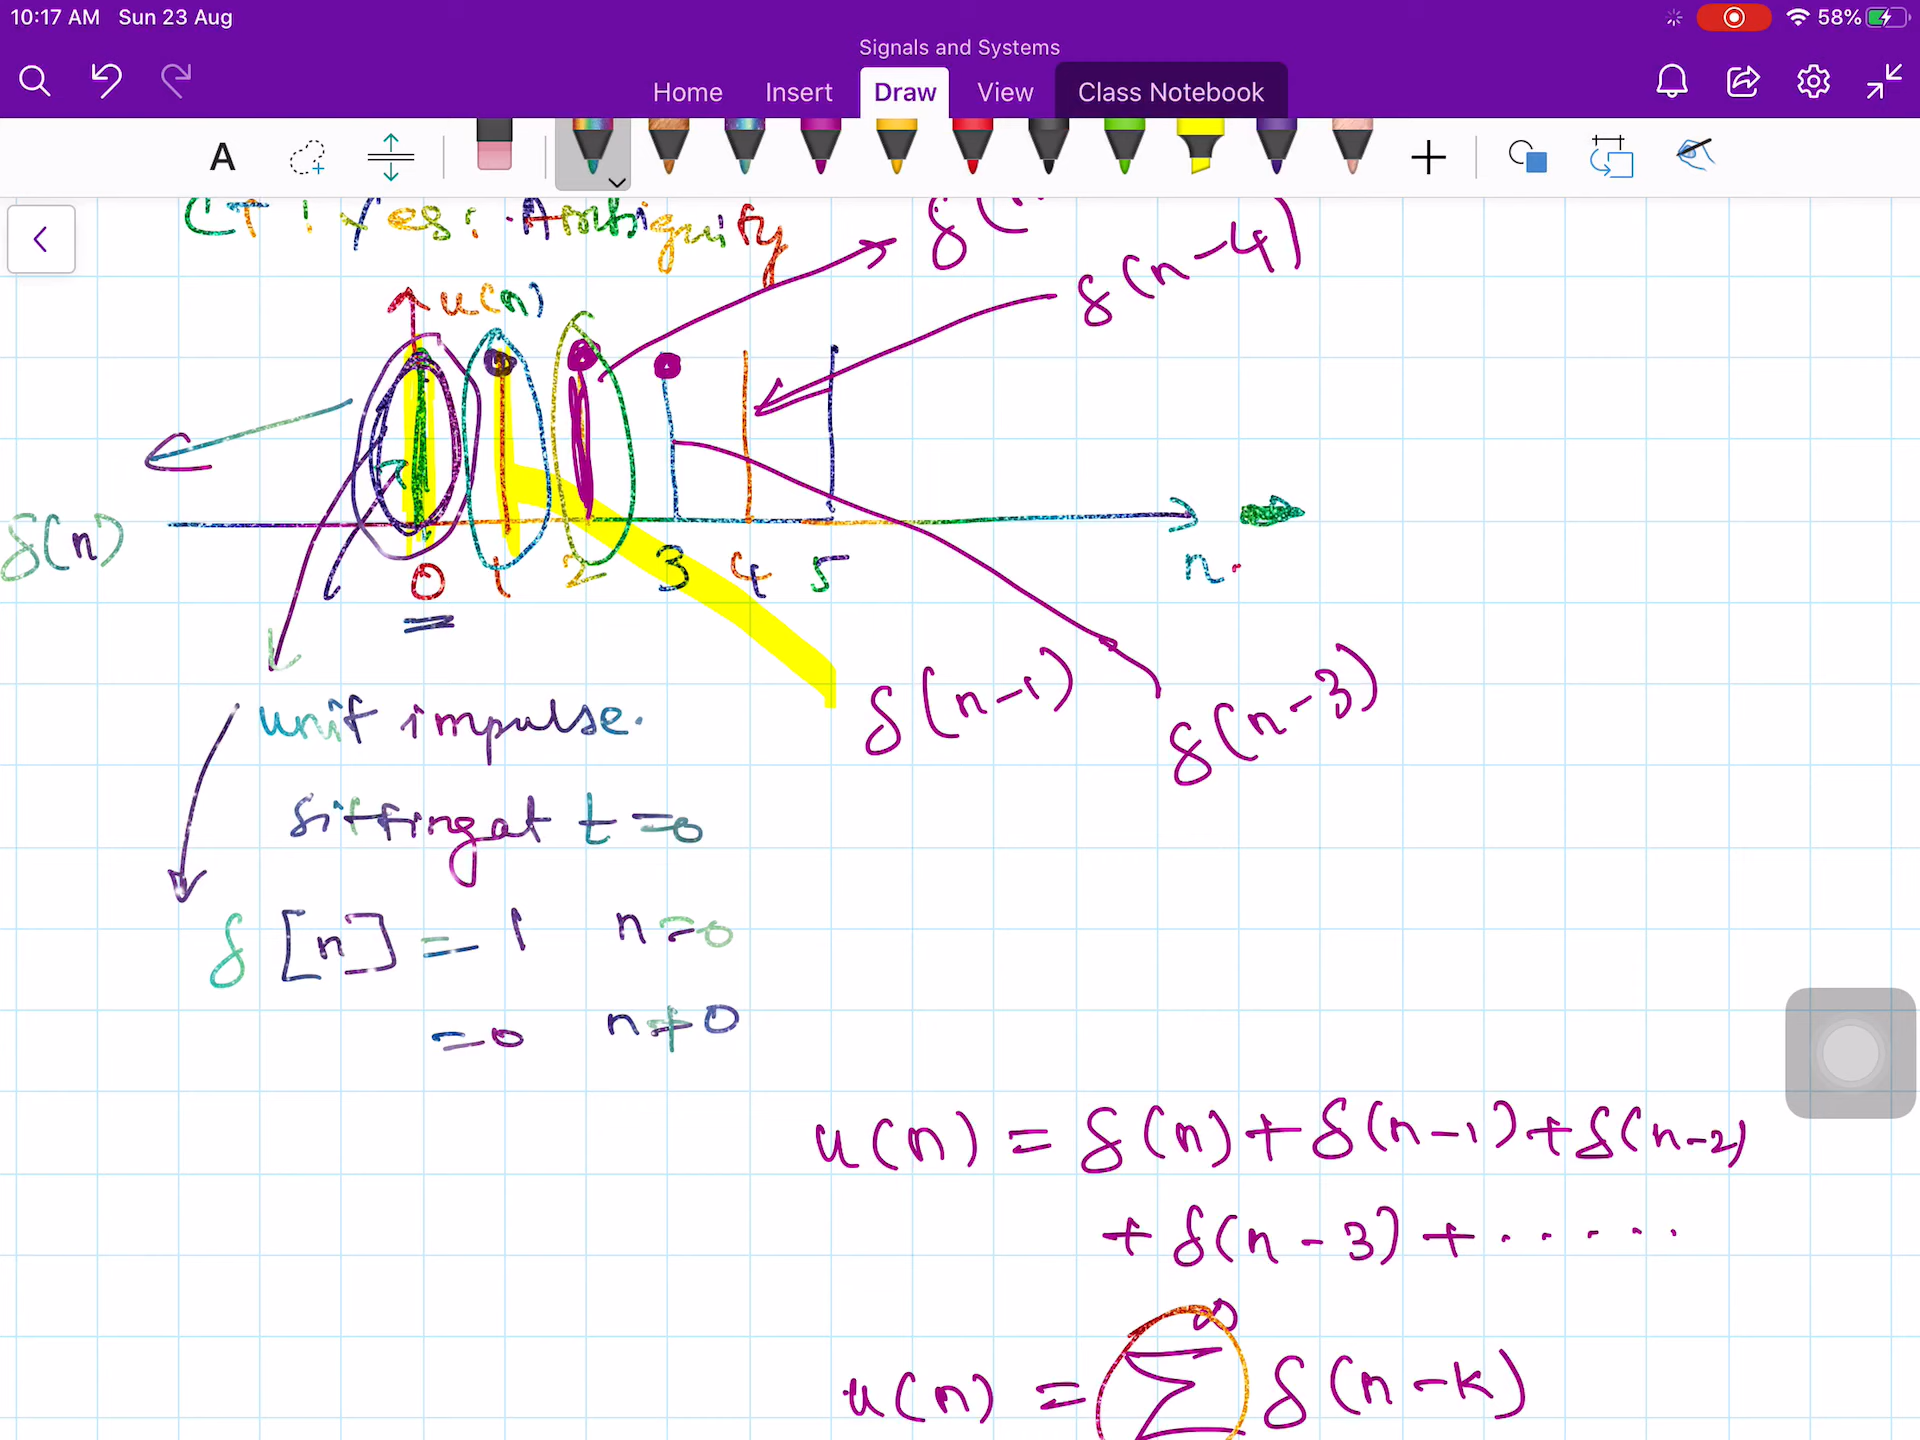 10:17 AM Sun 23 Aug
58%
Signals and Systems
Home Insert Draw View Class Notebook
A
CT ! Yes: Ambiguity
δ(
δ(n-4)
u(n)
δ(n)
0 1 2 3 4 5 n.
δ(n-1) δ(n-3)
unit impulse.
sitting at t=0
δ[n] = 1 n=0
=0 n≠0
u(n) = δ(n)+δ(n-1)+δ(n-2)
+ δ(n-3) + ......
∞
u(n) = Σ δ(n-k)